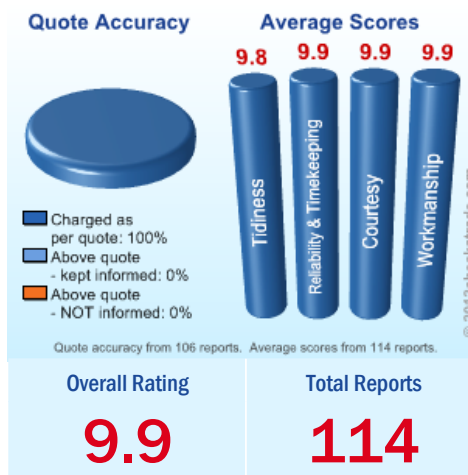 Quote Accuracy
Average Scores
9.8
9.9
9.9
9.9
Tidiness
Reliability & Timekeeping
Courtesy
Workmanship
Charged as
per quote: 100%
Above quote
- kept informed: 0%
Above quote
- NOT informed: 0%
Quote accuracy from 106 reports. Average scores from 114 reports.
Overall Rating
Total Reports
9.9
114